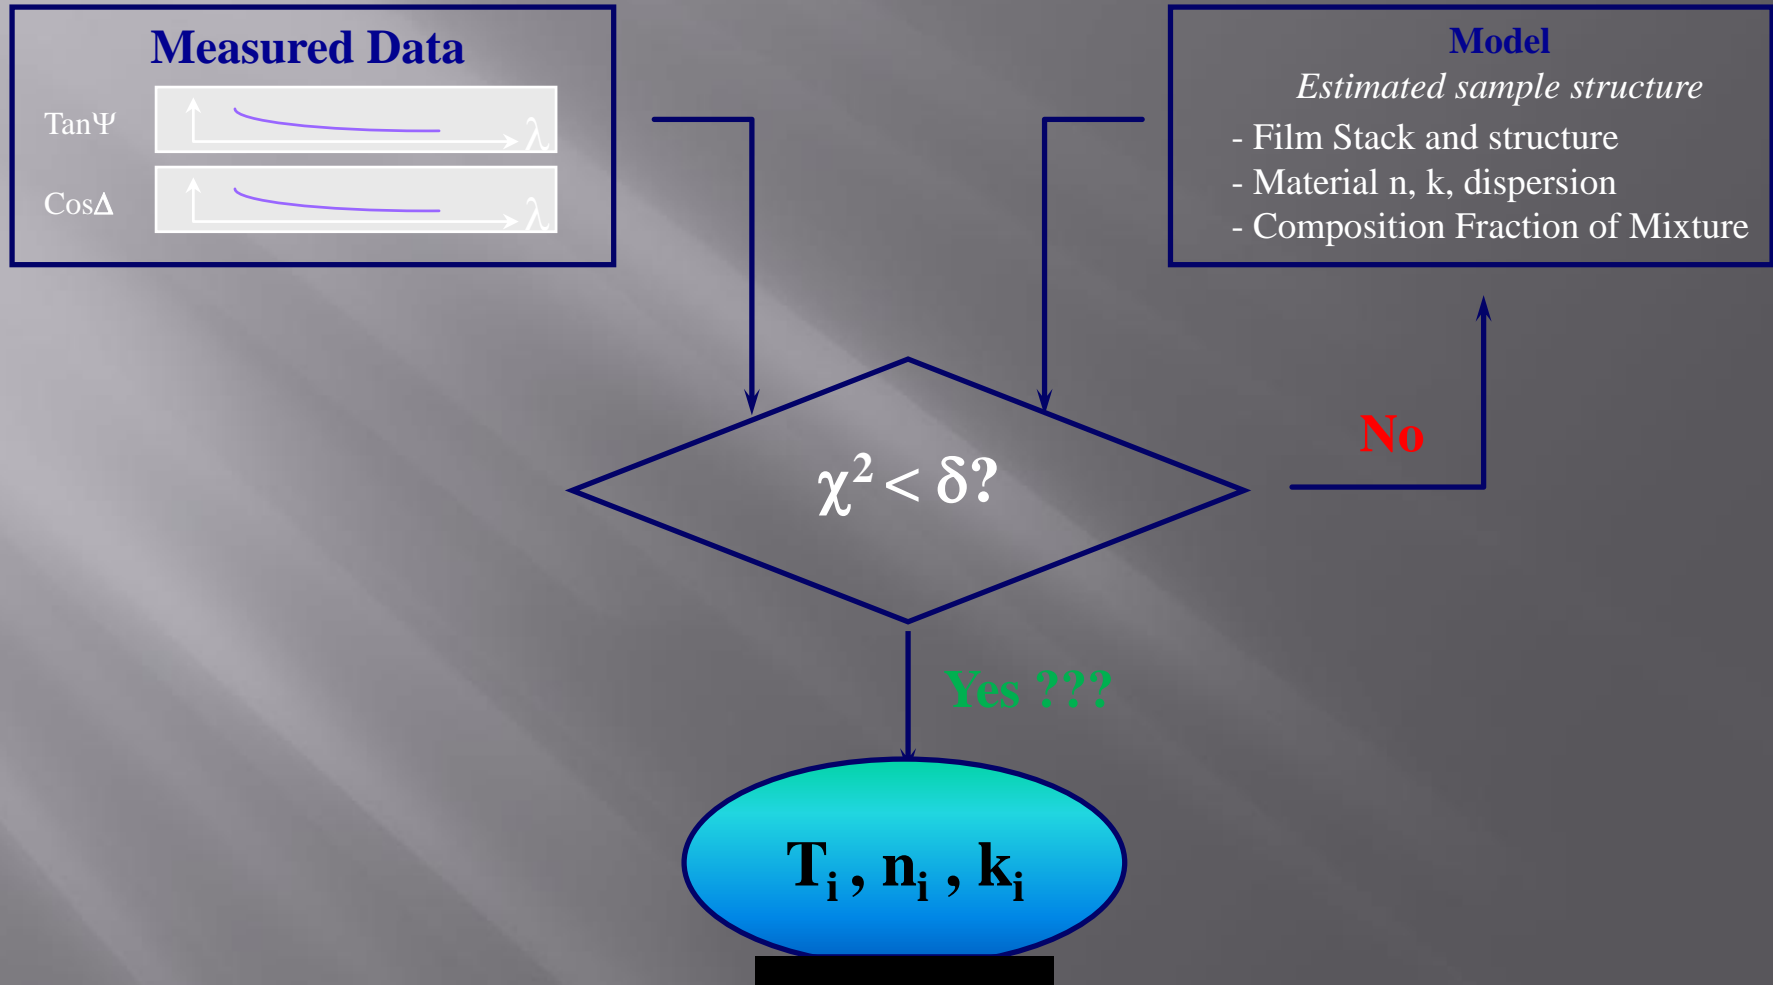 Measured Data
TanΨ
λ
CosΔ
λ
Model
Estimated sample structure
- Film Stack and structure
- Material n, k, dispersion
- Composition Fraction of Mixture
χ² < δ?
No
Yes ???
Tᵢ , nᵢ , kᵢ